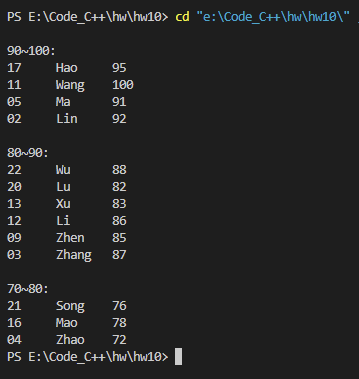 PS E:\Code_C++\hw\hw10> cd "e:\Code_C++\hw\hw10\"
90~100:
17 Hao 95
11 Wang 100
05 Ma 91
02 Lin 92
80~90:
22 Wu 88
20 Lu 82
13 Xu 83
12 Li 86
09 Zhen 85
03 Zhang 87
70~80:
21 Song 76
16 Mao 78
04 Zhao 72
PS E:\Code_C++\hw\hw10>